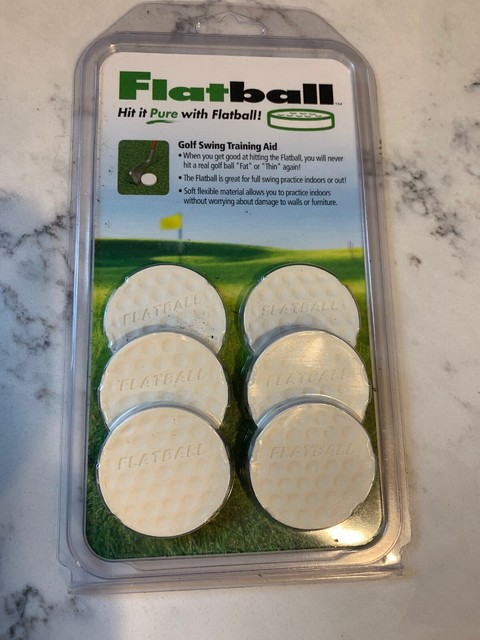 Flatball™
Hit it Pure with Flatball!
Golf Swing Training Aid
• When you get good at hitting the Flatball, you will never
hit a real golf ball "Fat" or "Thin" again!
• The Flatball is great for full swing practice indoors or out!
• Soft flexible material allows you to practice indoors
without worrying about damage to walls or furniture.
FLATBALL
FLATBALL
FLATBALL
FLATBALL
FLATBALL
FLATBALL